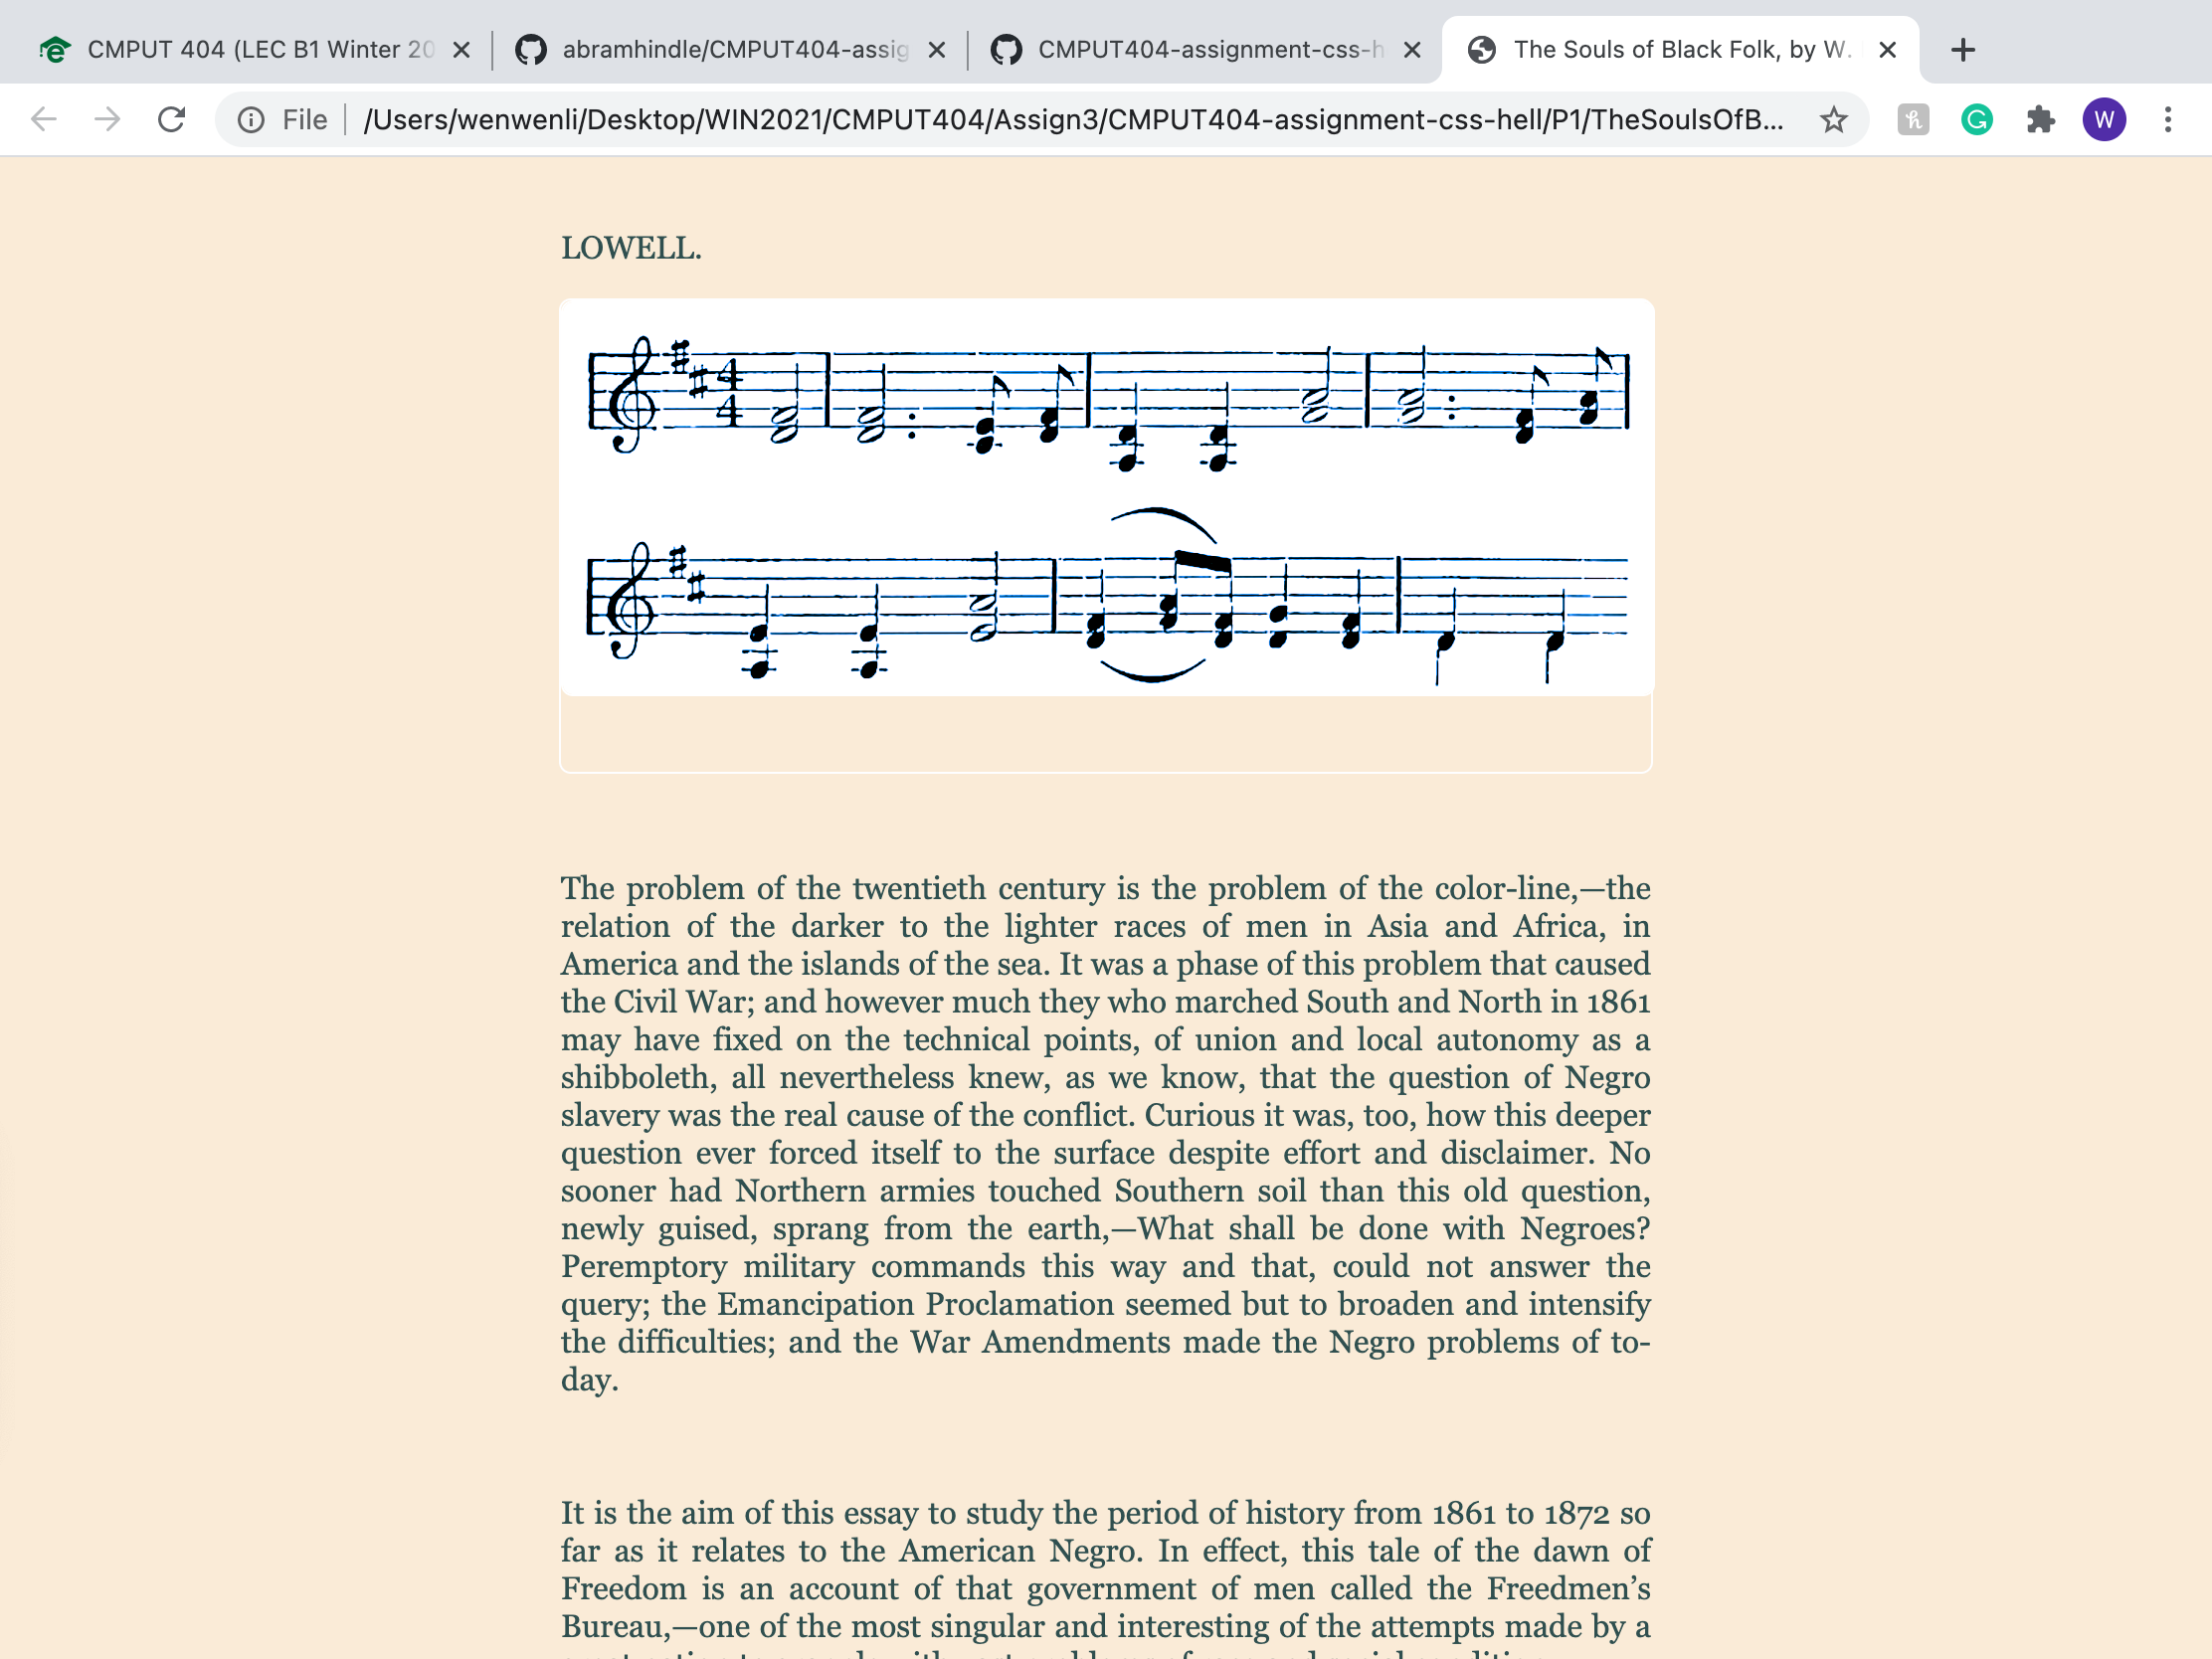 CMPUT 404 (LEC B1 Winter 20
abramhindle/CMPUT404-assig
CMPUT404-assignment-css-h
The Souls of Black Folk, by W.
File
/Users/wenwenli/Desktop/WIN2021/CMPUT404/Assign3/CMPUT404-assignment-css-hell/P1/TheSoulsOfB...
W
LOWELL.
4
4
The problem of the twentieth century is the problem of the color-line,—the
relation of the darker to the lighter races of men in Asia and Africa, in
America and the islands of the sea. It was a phase of this problem that caused
the Civil War; and however much they who marched South and North in 1861
may have fixed on the technical points, of union and local autonomy as a
shibboleth, all nevertheless knew, as we know, that the question of Negro
slavery was the real cause of the conflict. Curious it was, too, how this deeper
question ever forced itself to the surface despite effort and disclaimer. No
sooner had Northern armies touched Southern soil than this old question,
newly guised, sprang from the earth,—What shall be done with Negroes?
Peremptory military commands this way and that, could not answer the
query; the Emancipation Proclamation seemed but to broaden and intensify
the difficulties; and the War Amendments made the Negro problems of to-
day.
It is the aim of this essay to study the period of history from 1861 to 1872 so
far as it relates to the American Negro. In effect, this tale of the dawn of
Freedom is an account of that government of men called the Freedmen’s
Bureau,—one of the most singular and interesting of the attempts made by a